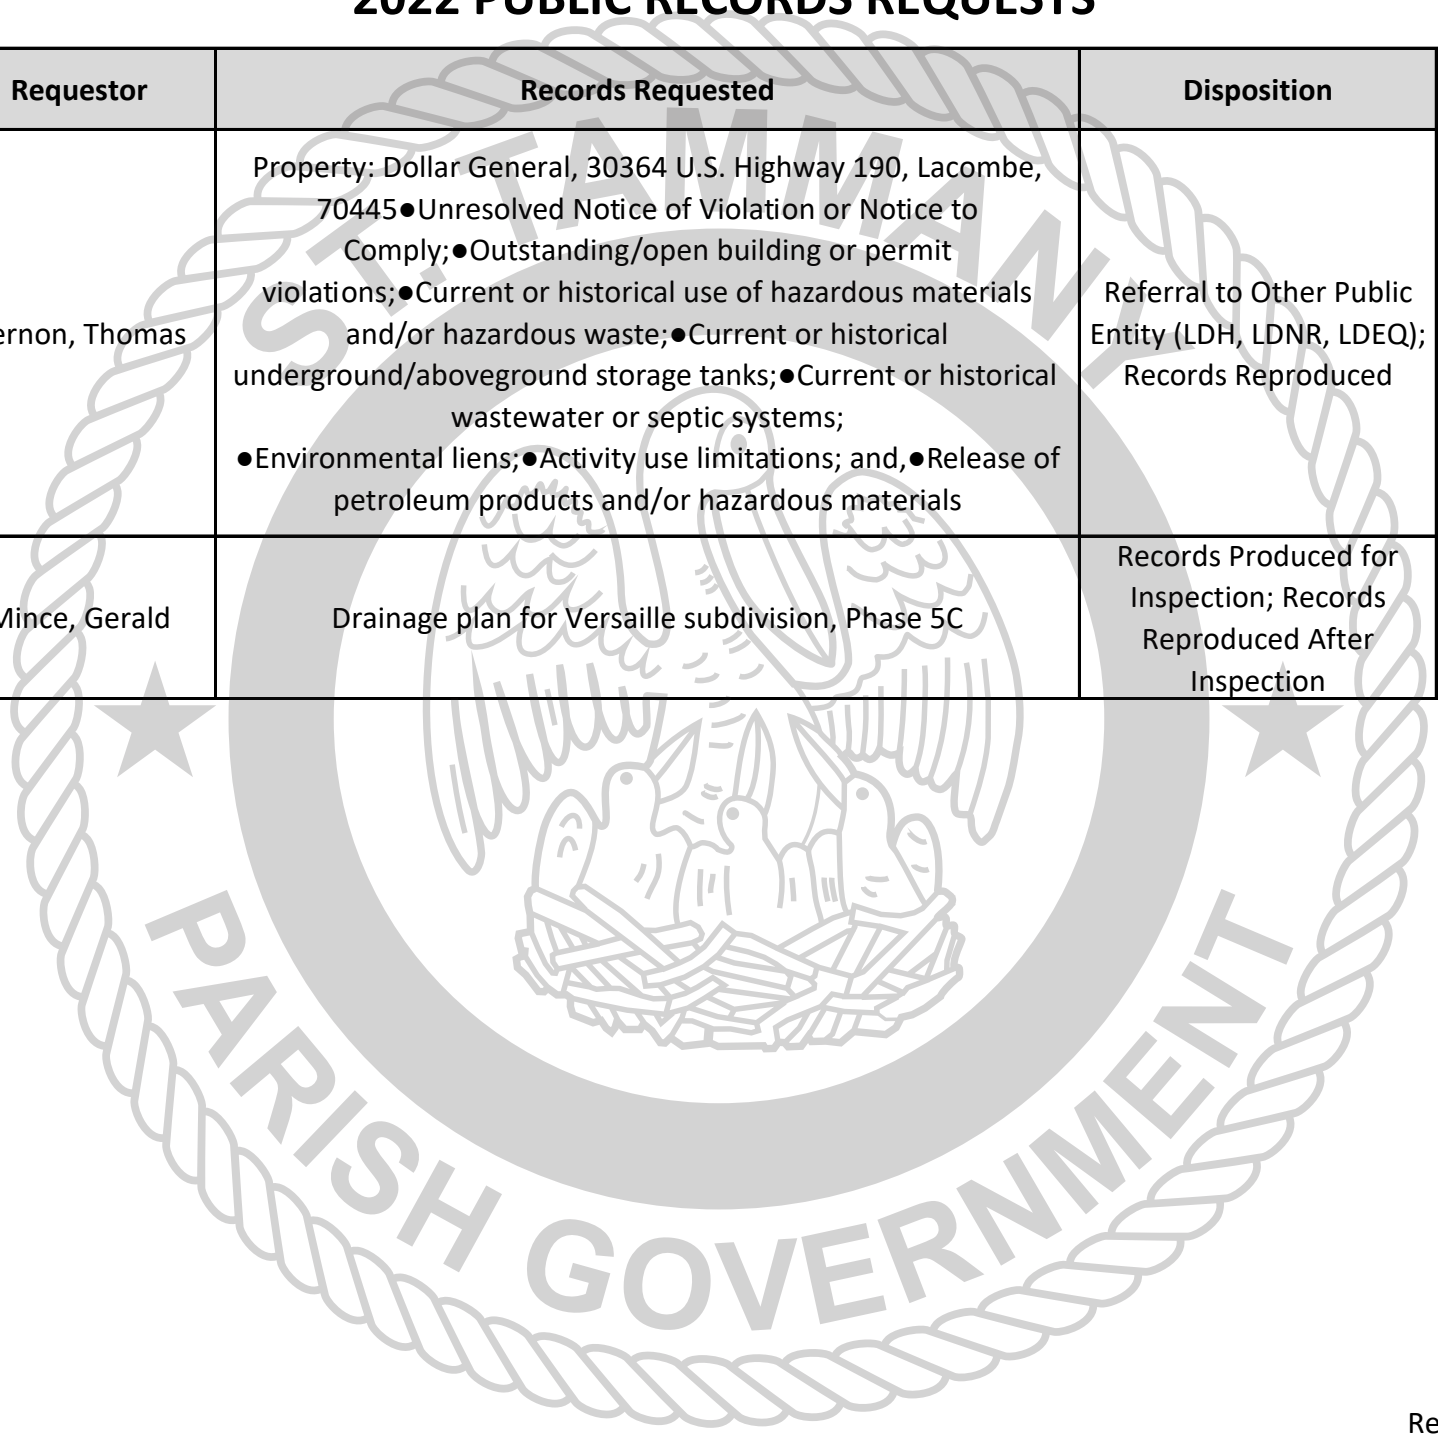 2022 PUBLIC RECORDS REQUESTS
Requestor
Records Requested
Disposition
ernon, Thomas
Property: Dollar General, 30364 U.S. Highway 190, Lacombe,
70445●Unresolved Notice of Violation or Notice to
Comply;●Outstanding/open building or permit
violations;●Current or historical use of hazardous materials
and/or hazardous waste;●Current or historical
underground/aboveground storage tanks;●Current or historical
wastewater or septic systems;
●Environmental liens;●Activity use limitations; and,●Release of
petroleum products and/or hazardous materials
Referral to Other Public
Entity (LDH, LDNR, LDEQ);
Records Reproduced
Mince, Gerald
Drainage plan for Versaille subdivision, Phase 5C
Records Produced for
Inspection; Records
Reproduced After
Inspection
ST. TAMMANY
PARISH GOVERNMENT
Re